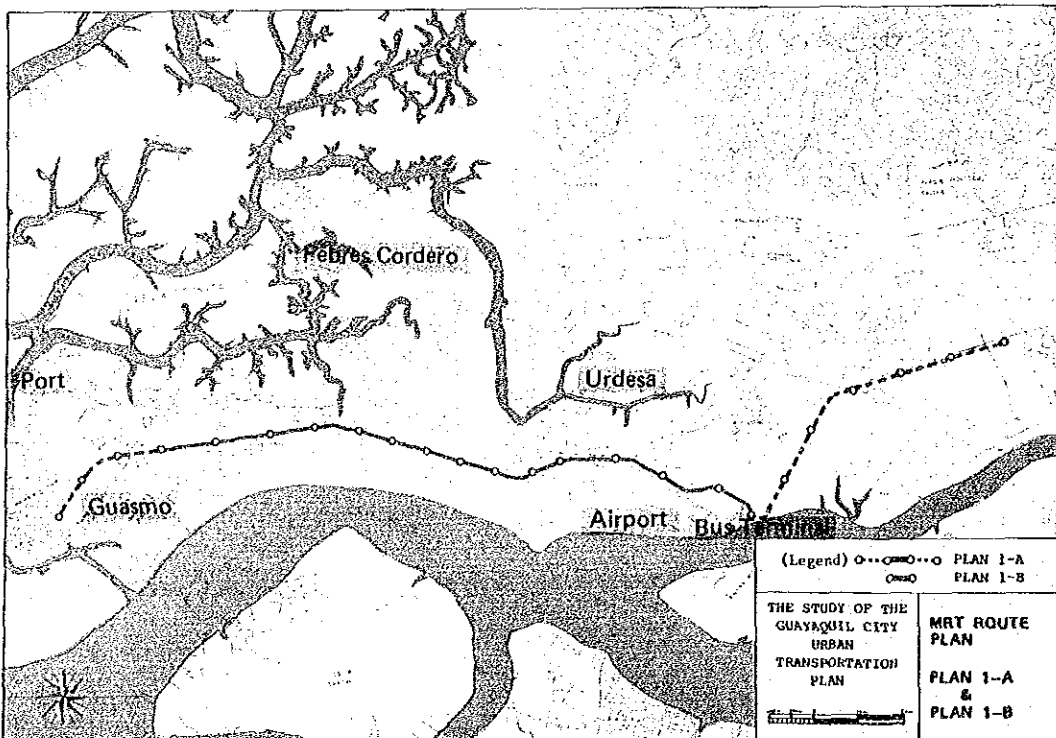 Febres Cordero
Port
Urdesa
Guasmo
Airport
Bus Terminal
(Legend) PLAN 1-A
PLAN 1-B
THE STUDY OF THE
GUAYAQUIL CITY
URBAN
TRANSPORTATION
PLAN
MRT ROUTE
PLAN
PLAN 1-A
&
PLAN 1-B